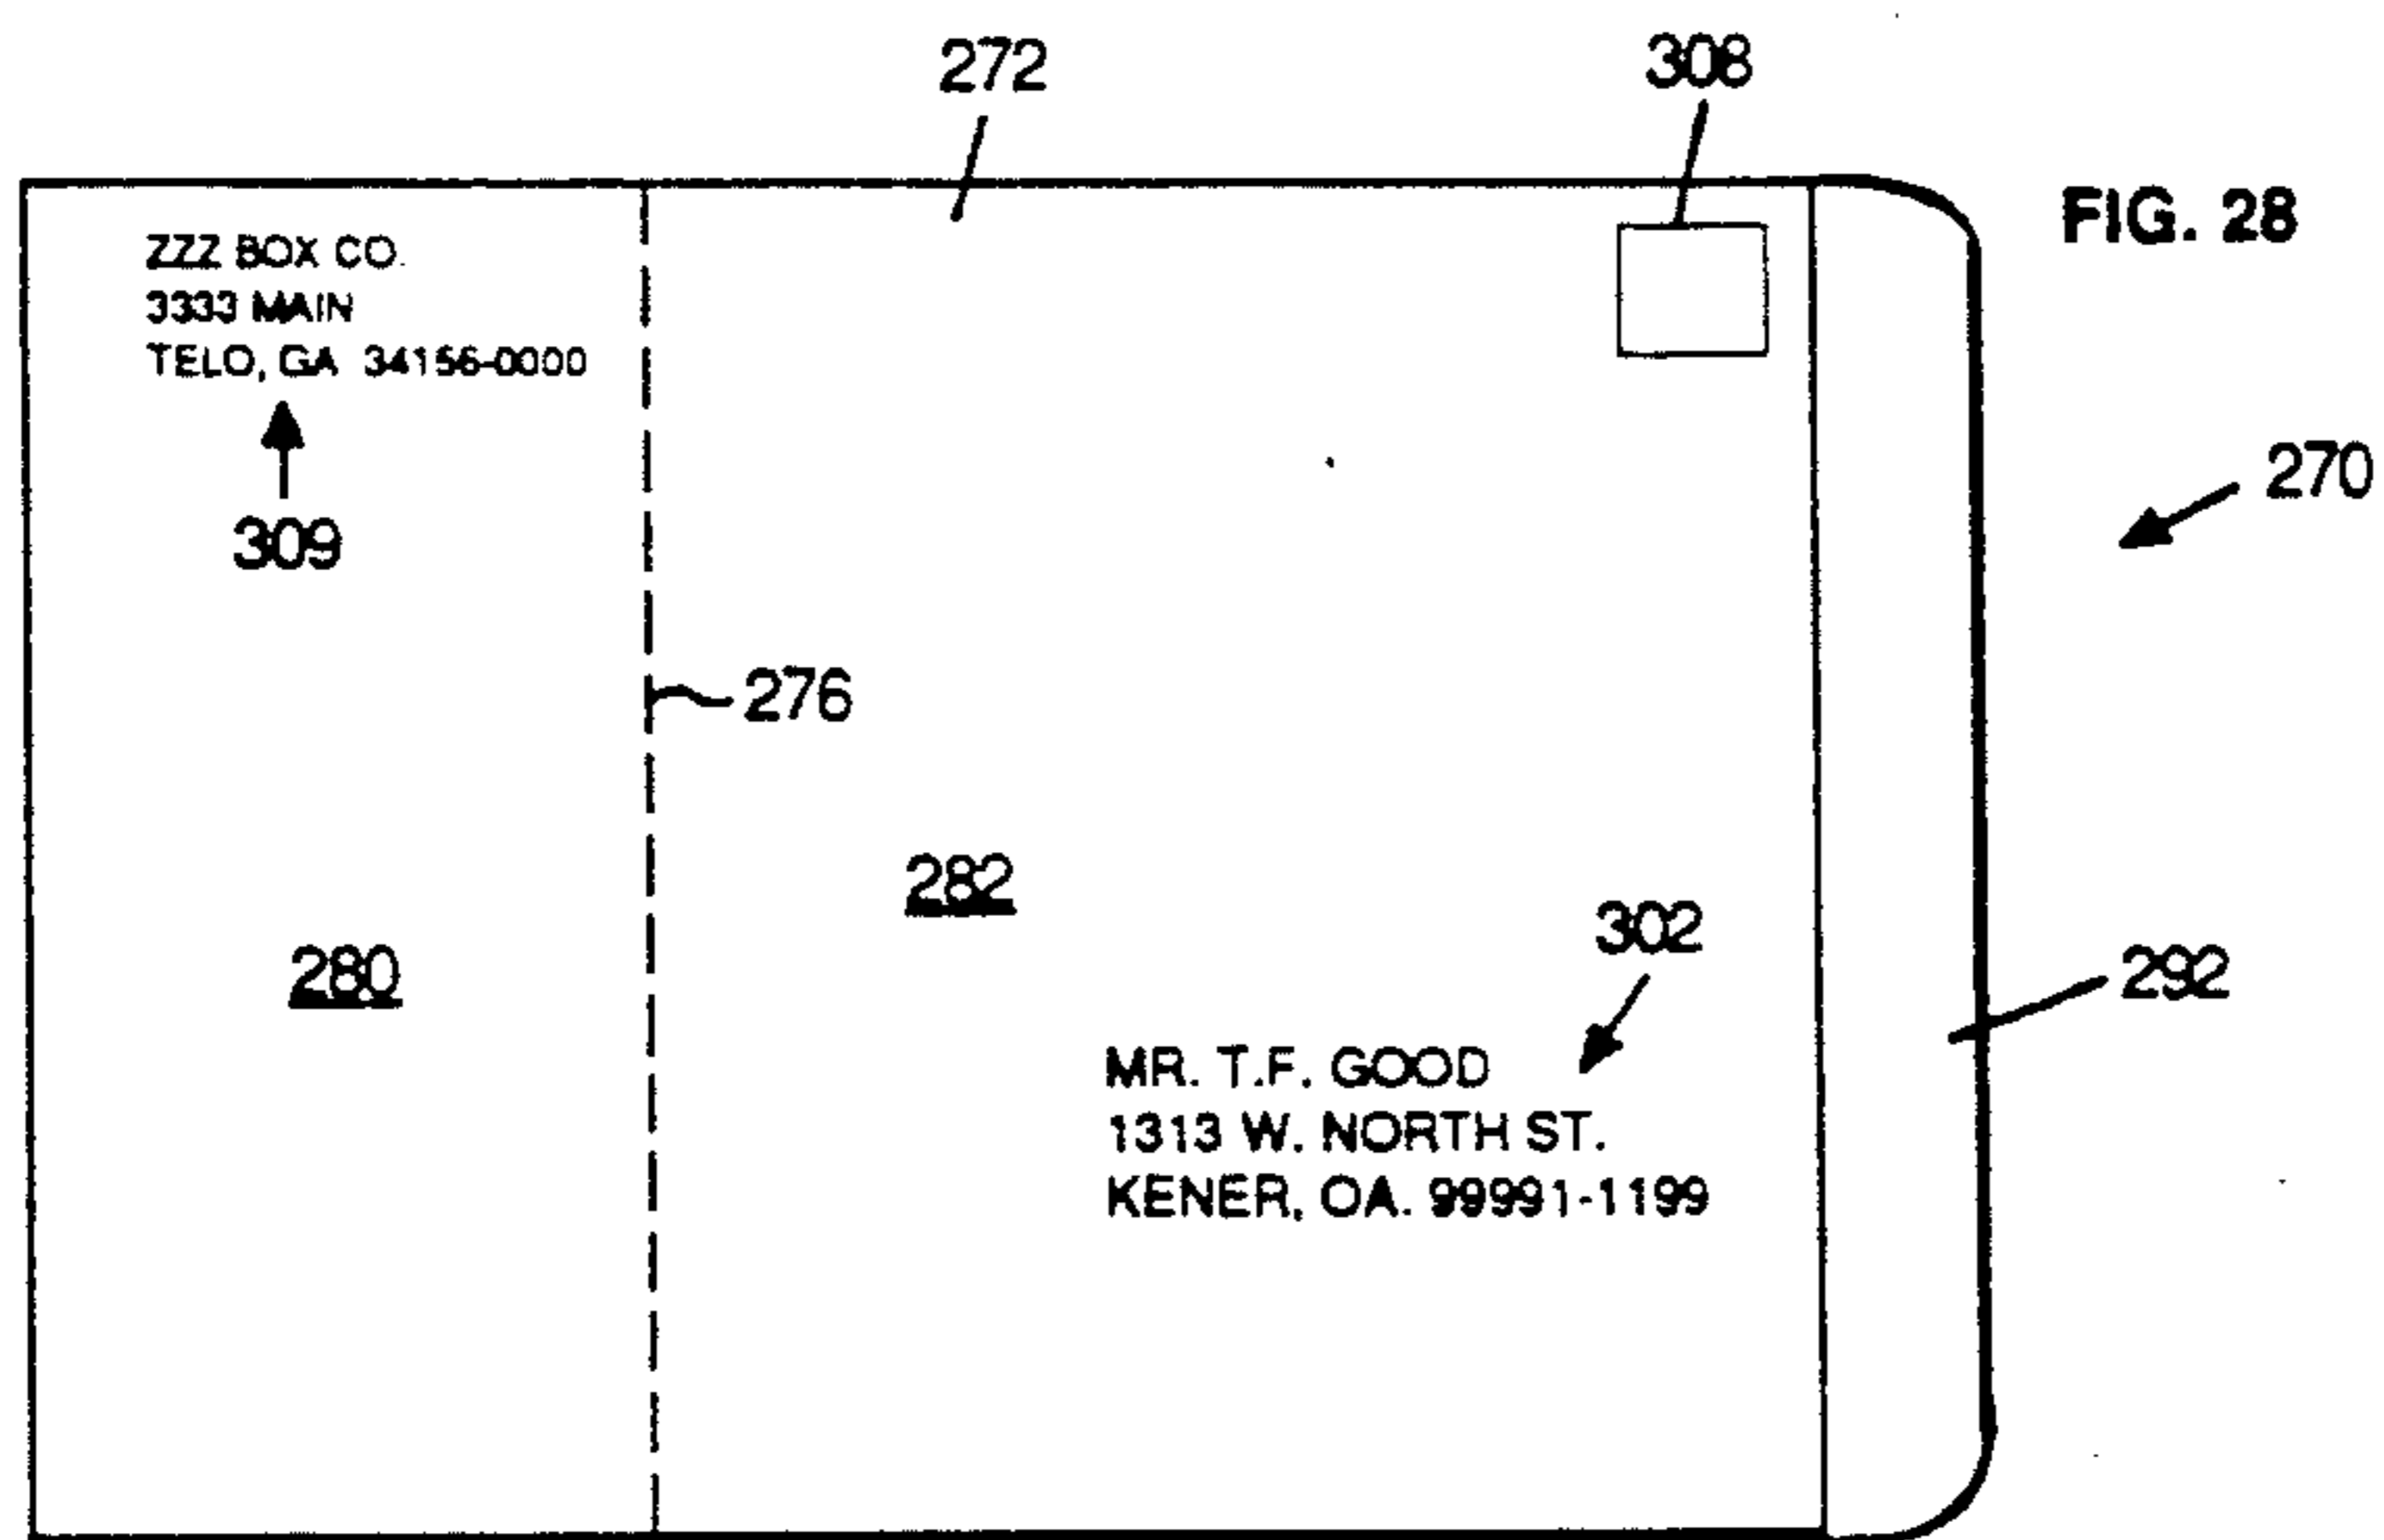 272
308
FIG. 28
ZZZ BOX CO.
3333 MAIN
TELO, GA 34156-0000
309
270
276
282
280
302
292
MR. T.F. GOOD
1313 W. NORTH ST.
KENER, OA. 99991-1199